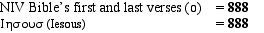 NIV Bible's first and last verses (o) = 888
Ιησουσ (Iesous) = 888